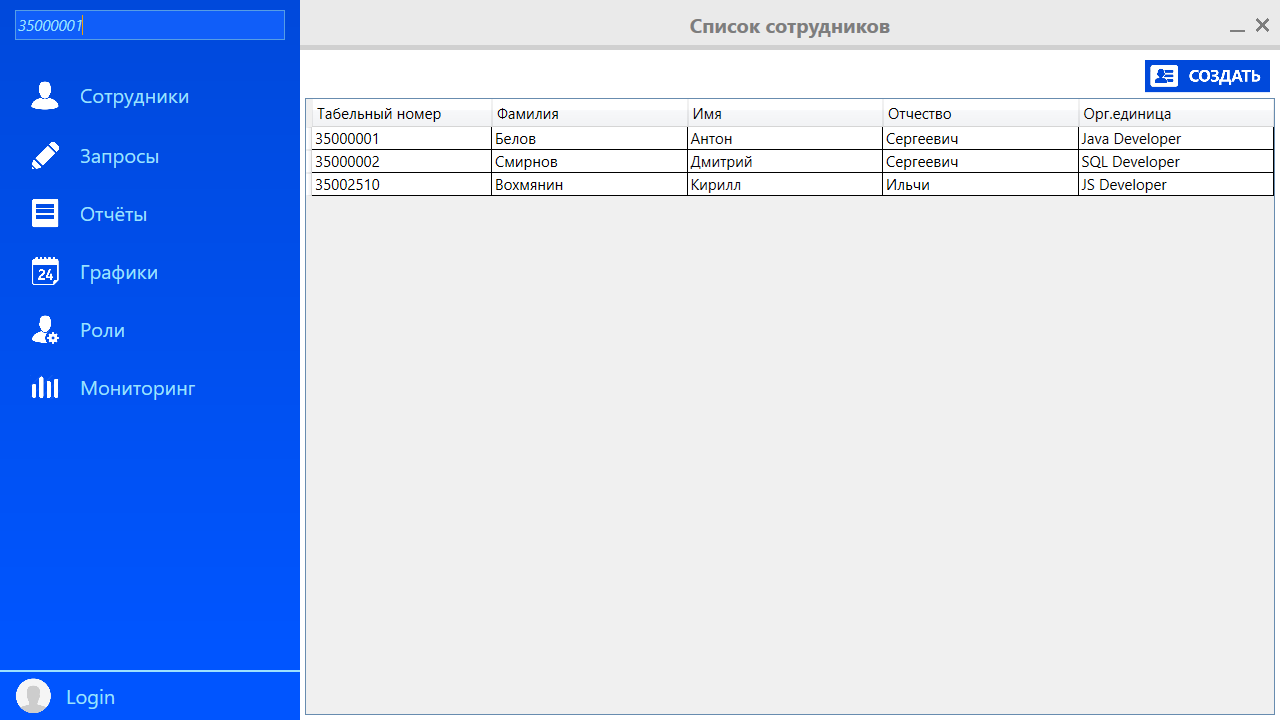 35000001
Сотрудники
Запросы
Отчёты
24
Графики
Роли
Мониторинг
Login
Список сотрудников
СОЗДАТЬ
Табельный номер Фамилия Имя Отчество Орг.единица
35000001 Белов Антон Сергеевич Java Developer
35000002 Смирнов Дмитрий Сергеевич SQL Developer
35002510 Вохмянин Кирилл Ильчи JS Developer